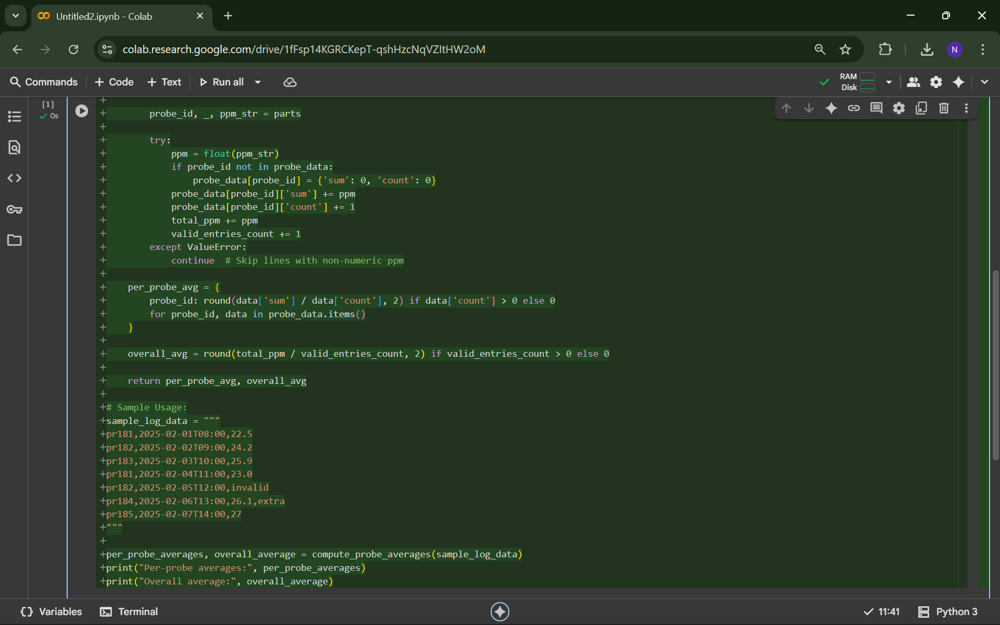 Untitled2.ipynb - Colab
colab.research.google.com/drive/1fFsp14KGRCKepT-qshHzcNqVZItHW2oM
N
Commands + Code + Text Run all
RAM
Disk
[1]
0s
+
+        probe_id, _, ppm_str = parts
+
+        try:
+            ppm = float(ppm_str)
+            if probe_id not in probe_data:
+                probe_data[probe_id] = {'sum': 0, 'count': 0}
+            probe_data[probe_id]['sum'] += ppm
+            probe_data[probe_id]['count'] += 1
+            total_ppm += ppm
+            valid_entries_count += 1
+        except ValueError:
+            continue  # Skip lines with non-numeric ppm
+
+    per_probe_avg = {
+        probe_id: round(data['sum'] / data['count'], 2) if data['count'] > 0 else 0
+        for probe_id, data in probe_data.items()
+    }
+
+    overall_avg = round(total_ppm / valid_entries_count, 2) if valid_entries_count > 0 else 0
+
+    return per_probe_avg, overall_avg
+
+# Sample Usage:
+sample_log_data = """
+pr181,2025-02-01T08:00,22.5
+pr182,2025-02-02T09:00,24.2
+pr183,2025-02-03T10:00,25.9
+pr181,2025-02-04T11:00,23.0
+pr182,2025-02-05T12:00,invalid
+pr184,2025-02-06T13:00,26.1,extra
+pr185,2025-02-07T14:00,27
+"""
+
+per_probe_averages, overall_average = compute_probe_averages(sample_log_data)
+print("Per-probe averages:", per_probe_averages)
+print("Overall average:", overall_average)
Variables Terminal
11:41 Python 3